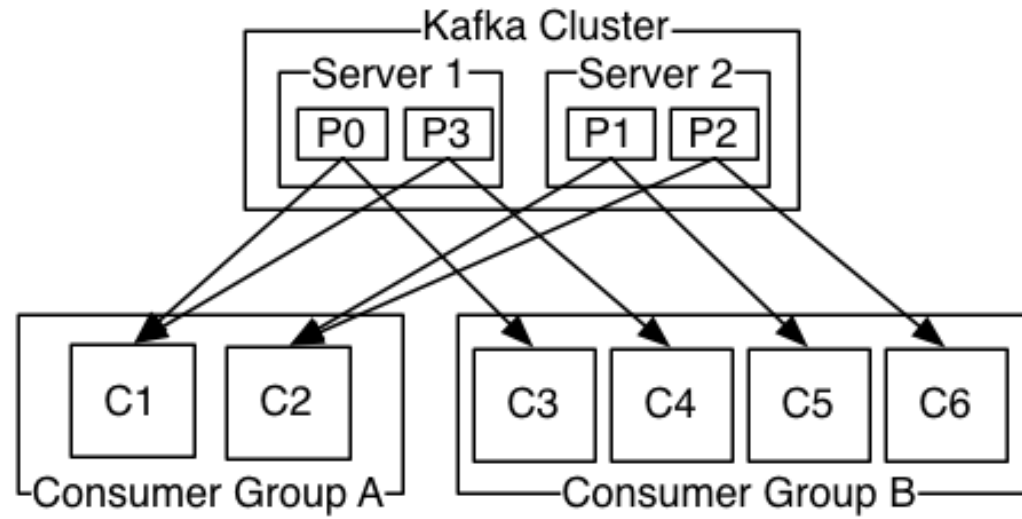 Kafka Cluster
Server 1
Server 2
P0
P3
P1
P2
C1
C2
C3
C4
C5
C6
Consumer Group A
Consumer Group B